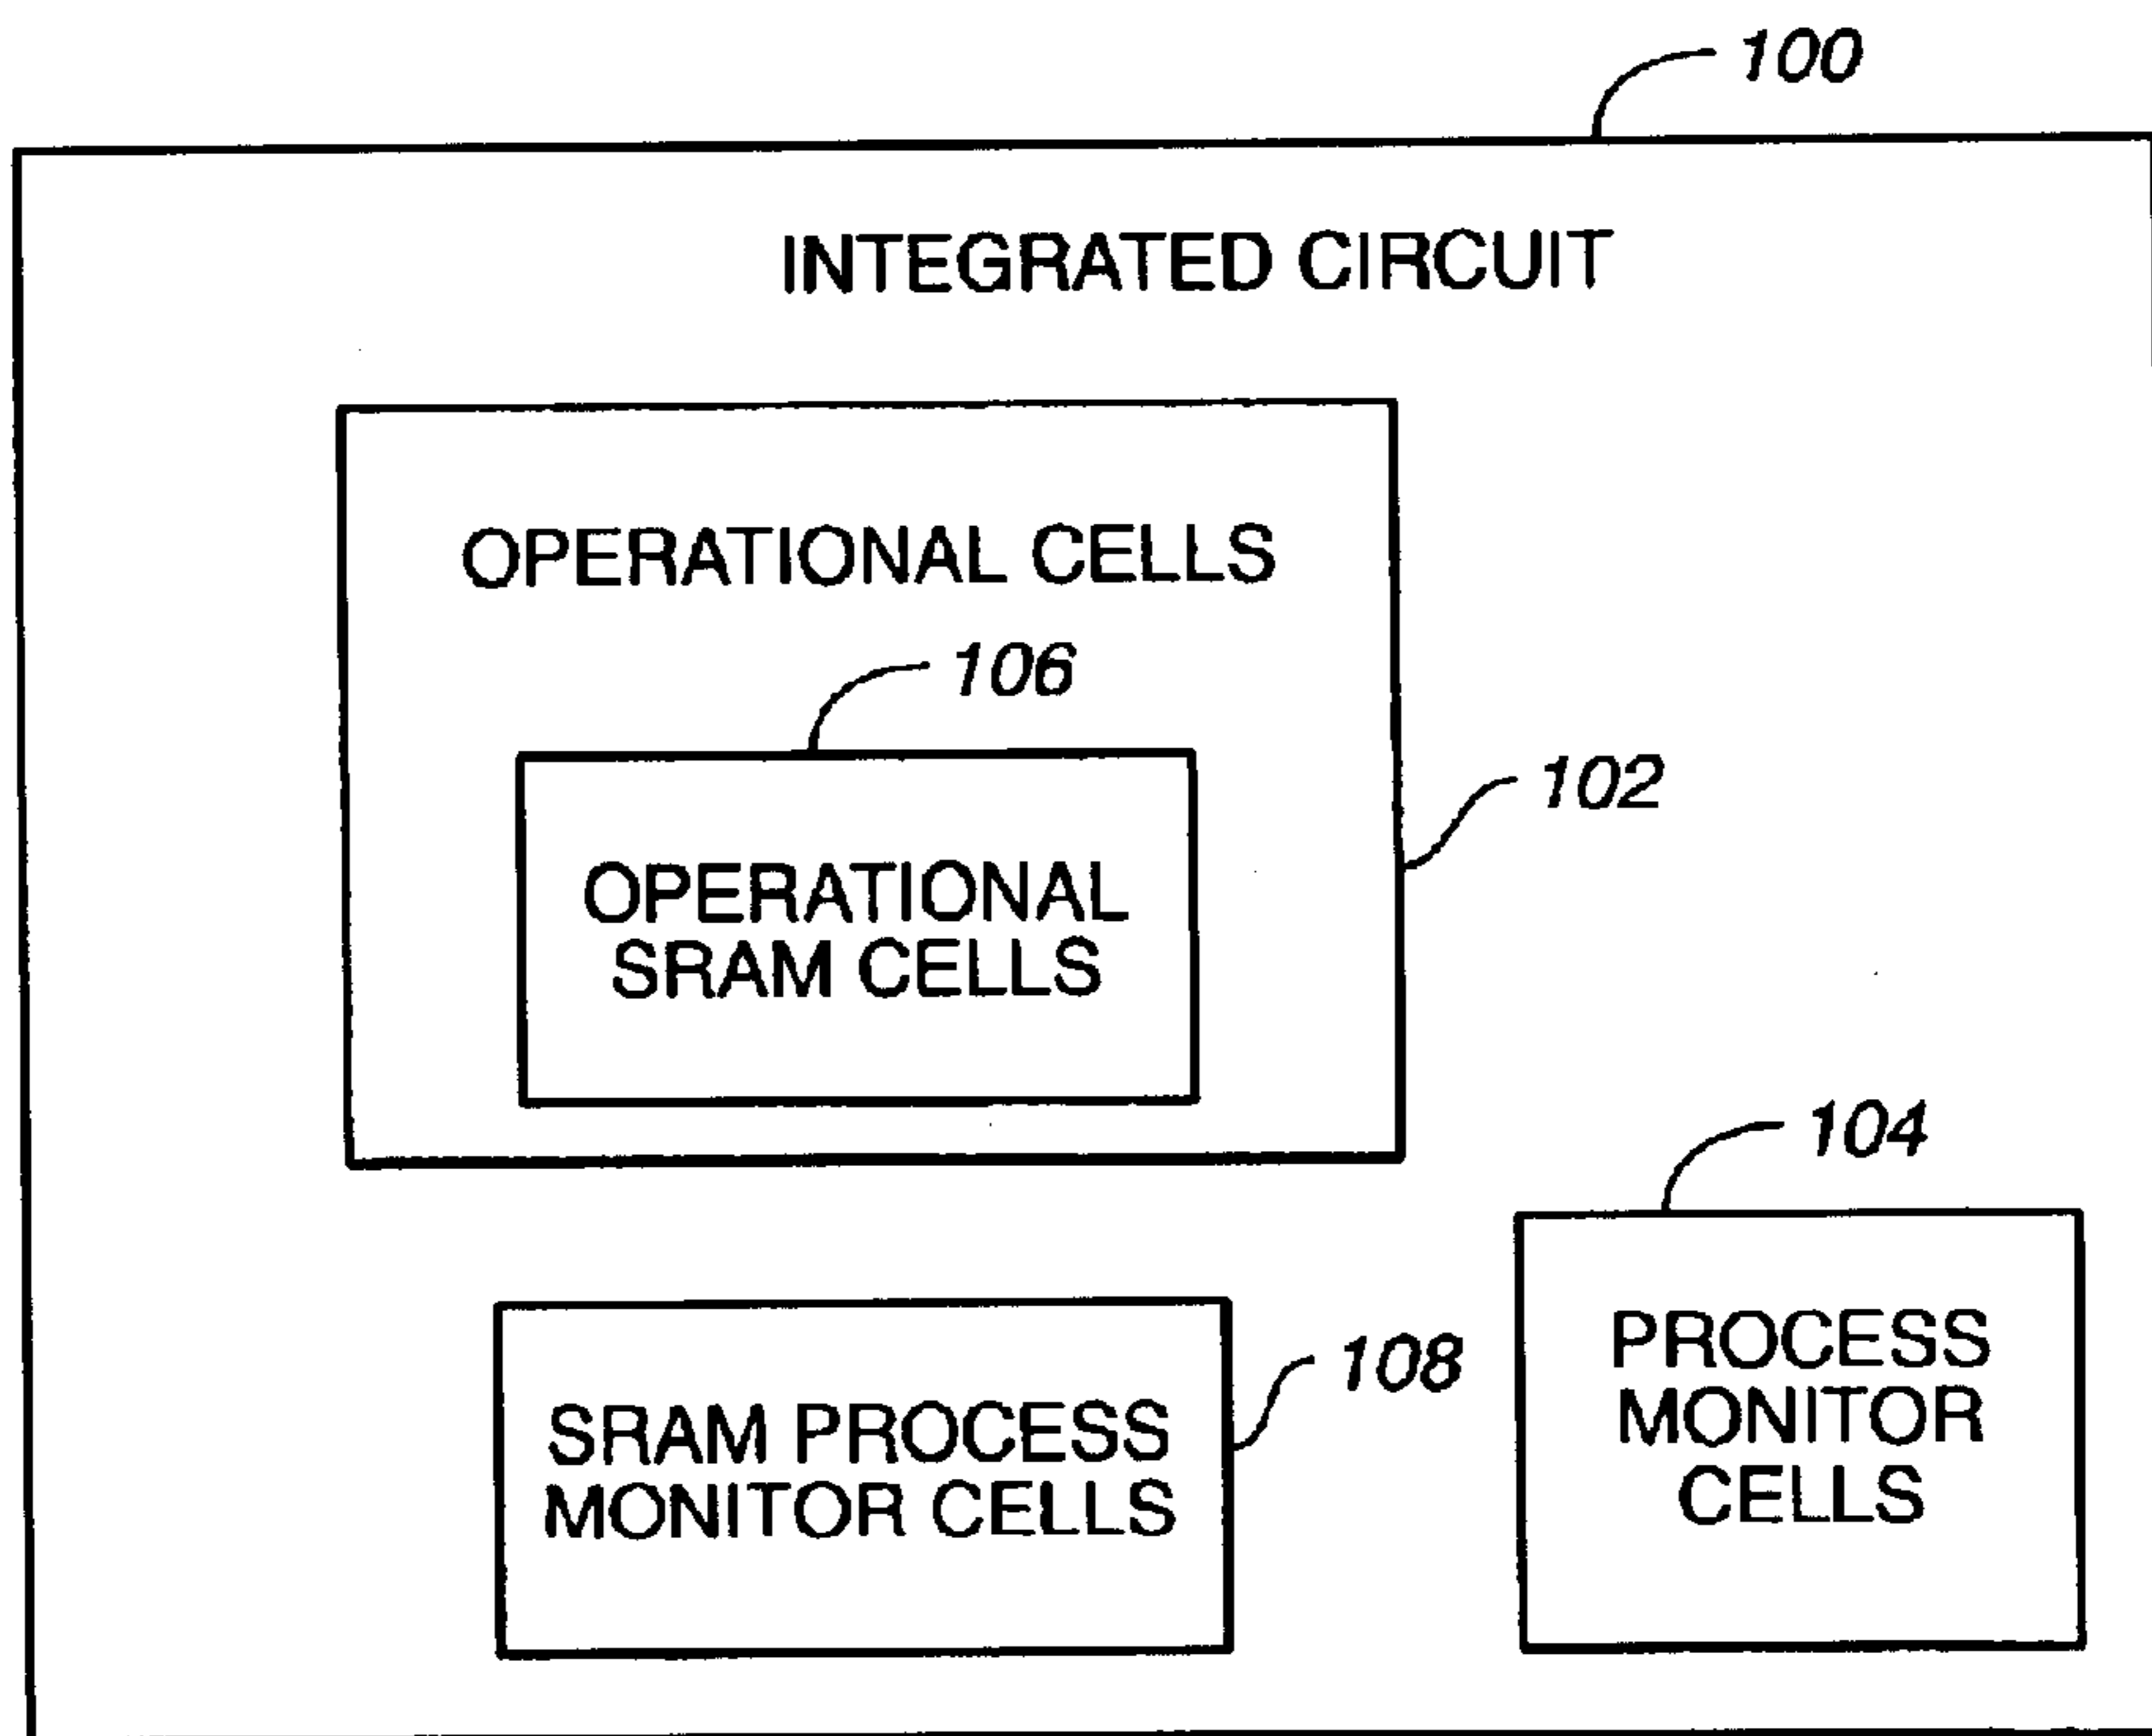 100
INTEGRATED CIRCUIT
OPERATIONAL CELLS
106
102
OPERATIONAL
SRAM CELLS
104
108
PROCESS
MONITOR
CELLS
SRAM PROCESS
MONITOR CELLS